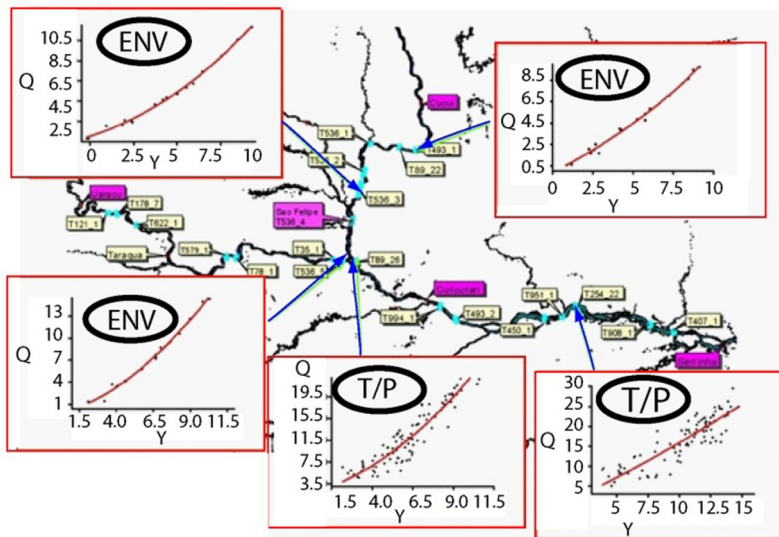 ENV
Q
10.5
8.5
6.5
4.5
2.5
0
2.5
5
7.5
10
Y
ENV
Q
8.5
6.5
4.5
2.5
0.5
0
2.5
5
7.5
10
Y
Cucui
T536_1
T493_1
T89_22
T536_3
T178_7
T121_1
T622_1
Sao Felipe
T536_4
Taraqua
T579_1
T78_1
T35_1
T536_5
T89_26
Curicuriari
T994_1
T493_2
T450_1
T951_1
T254_22
T908_1
T407_1
Serrinha
ENV
13
10
7
4
1
1.5
4.0
6.5
9.0
11.5
Y
T/P
Q
19.5
15.5
11.5
7.5
3.5
1.5
4.0
6.5
9.0
11.5
Y
T/P
Q
30
25
20
15
10
5
5
7.5
10
12.5
15
Y